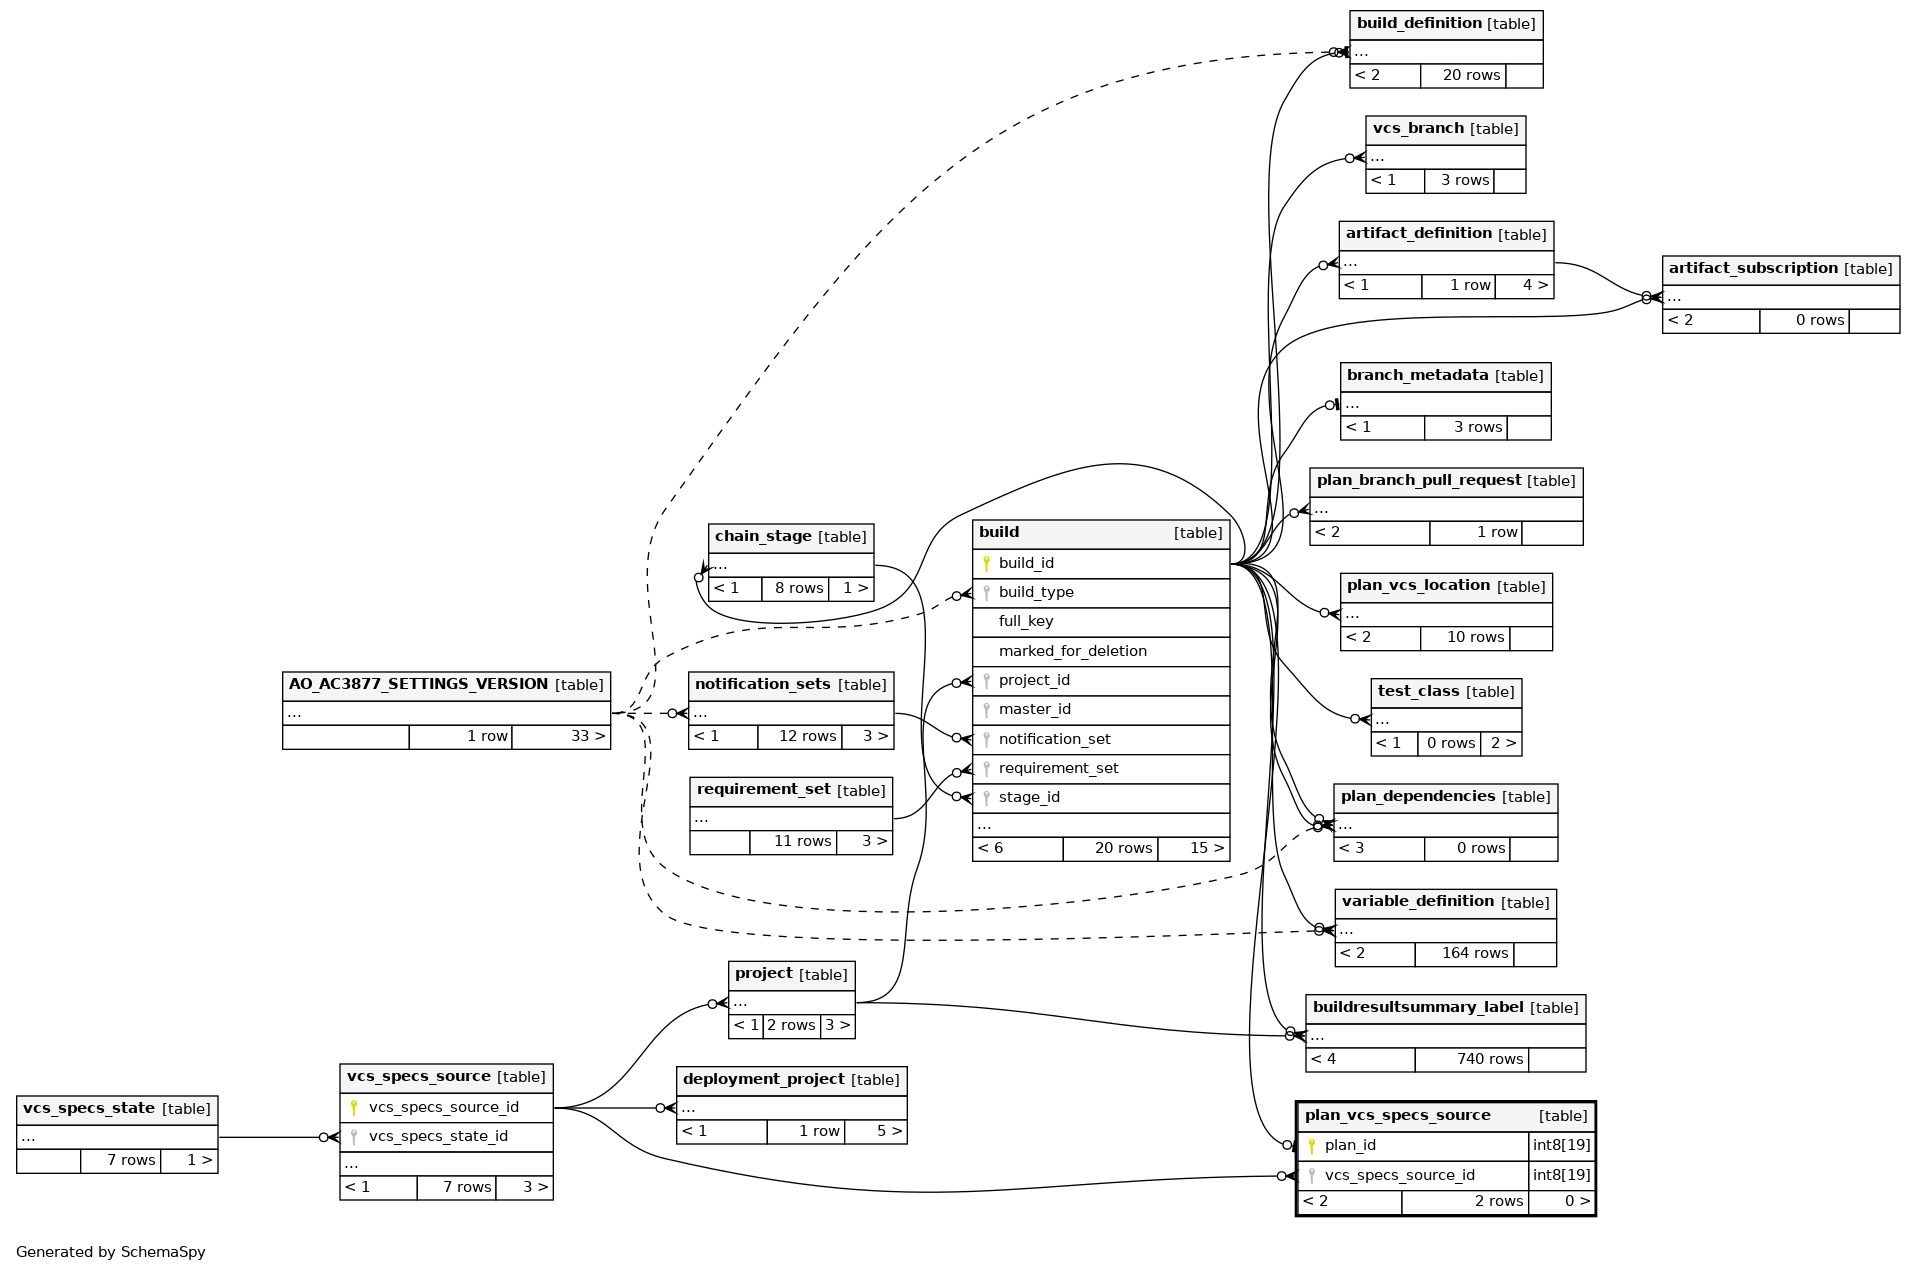 build_definition [table]
...
< 2 20 rows
vcs_branch [table]
...
< 1 3 rows
artifact_definition [table]
...
< 1 1 row 4 >
artifact_subscription [table]
...
< 2 0 rows
branch_metadata [table]
...
< 1 3 rows
plan_branch_pull_request [table]
...
< 2 1 row
chain_stage [table]
...
< 1 8 rows 1 >
build [table]
build_id
build_type
full_key
marked_for_deletion
project_id
master_id
notification_set
requirement_set
stage_id
...
< 6 20 rows 15 >
plan_vcs_location [table]
...
< 2 10 rows
AO_AC3877_SETTINGS_VERSION [table]
...
1 row 33 >
notification_sets [table]
...
< 1 12 rows 3 >
test_class [table]
...
< 1 0 rows 2 >
requirement_set [table]
...
11 rows 3 >
plan_dependencies [table]
...
< 3 0 rows
variable_definition [table]
...
< 2 164 rows
project [table]
...
< 1 2 rows 3 >
buildresultsummary_label [table]
...
< 4 740 rows
vcs_specs_state [table]
...
7 rows 1 >
vcs_specs_source [table]
vcs_specs_source_id
vcs_specs_state_id
...
< 1 7 rows 3 >
deployment_project [table]
...
< 1 1 row 5 >
plan_vcs_specs_source [table]
plan_id int8[19]
vcs_specs_source_id int8[19]
< 2 2 rows 0 >
Generated by SchemaSpy